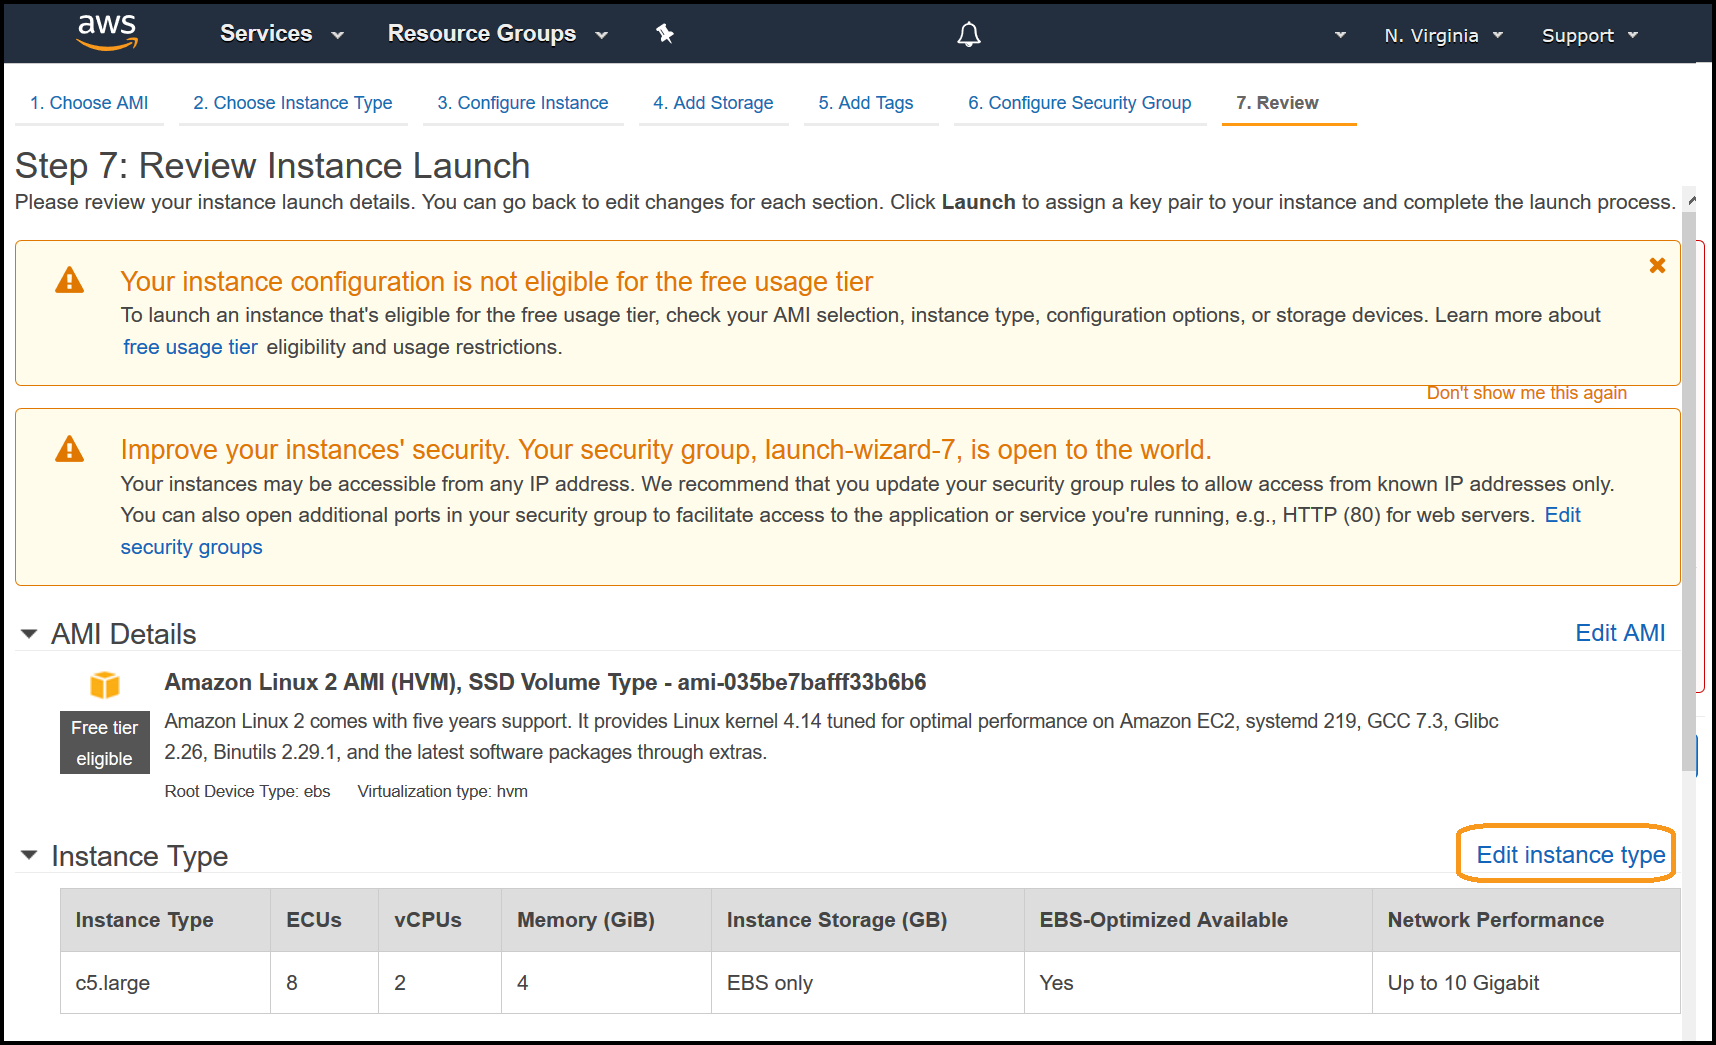 aws Services Resource Groups N. Virginia Support
1. Choose AMI 2. Choose Instance Type 3. Configure Instance 4. Add Storage 5. Add Tags 6. Configure Security Group 7. Review
Step 7: Review Instance Launch
Please review your instance launch details. You can go back to edit changes for each section. Click Launch to assign a key pair to your instance and complete the launch process.
Your instance configuration is not eligible for the free usage tier
To launch an instance that's eligible for the free usage tier, check your AMI selection, instance type, configuration options, or storage devices. Learn more about
free usage tier eligibility and usage restrictions.
Don't show me this again
Improve your instances' security. Your security group, launch-wizard-7, is open to the world.
Your instances may be accessible from any IP address. We recommend that you update your security group rules to allow access from known IP addresses only.
You can also open additional ports in your security group to facilitate access to the application or service you're running, e.g., HTTP (80) for web servers. Edit
security groups
AMI Details Edit AMI
Amazon Linux 2 AMI (HVM), SSD Volume Type - ami-035be7bafff33b6b6
Free tier
eligible
Amazon Linux 2 comes with five years support. It provides Linux kernel 4.14 tuned for optimal performance on Amazon EC2, systemd 219, GCC 7.3, Glibc
2.26, Binutils 2.29.1, and the latest software packages through extras.
Root Device Type: ebs Virtualization type: hvm
Instance Type Edit instance type
Instance Type ECUs vCPUs Memory (GiB) Instance Storage (GB) EBS-Optimized Available Network Performance
c5.large 8 2 4 EBS only Yes Up to 10 Gigabit